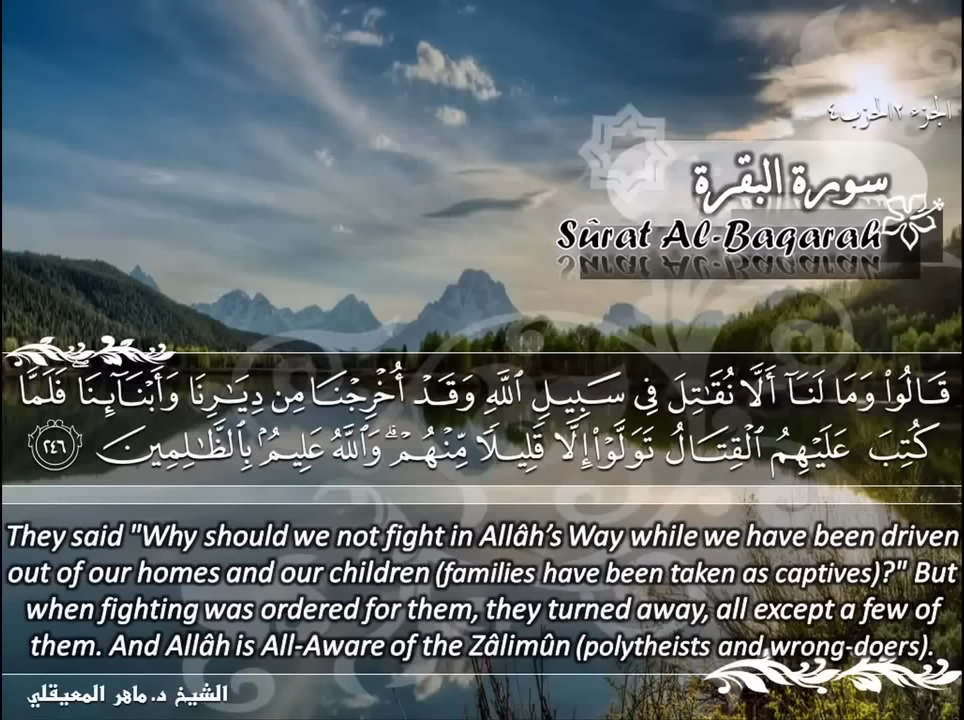 الجزء ٢ الحزب ٤
سورة البقرة
Sûrat Al-Baqarah
قَالُوا۟ وَمَا لَنَآ أَلَّا نُقَـٰتِلَ فِى سَبِيلِ ٱللَّهِ وَقَدْ أُخْرِجْنَا مِن دِيَـٰرِنَا وَأَبْنَآئِنَا فَلَمَّا
كُتِبَ عَلَيْهِمُ ٱلْقِتَالُ تَوَلَّوْا۟ إِلَّا قَلِيلًا مِّنْهُمْ ۗ وَٱللَّهُ عَلِيمٌۢ بِٱلظَّـٰلِمِينَ ٢٤٦
They said "Why should we not fight in Allâh’s Way while we have been driven
out of our homes and our children (families have been taken as captives)?" But
when fighting was ordered for them, they turned away, all except a few of
them. And Allâh is All-Aware of the Zâlimûn (polytheists and wrong-doers).
الشيخ د. ماهر المعيقلي